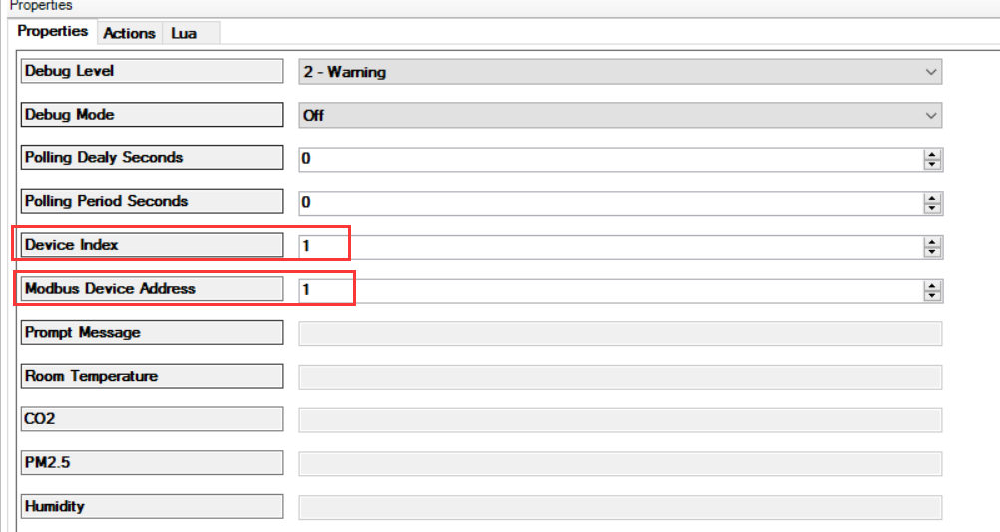 Properties
Properties Actions Lua
Debug Level 2 - Warning
Debug Mode Off
Polling Dealy Seconds 0
Polling Period Seconds 0
Device Index 1
Modbus Device Address 1
Prompt Message
Room Temperature
CO2
PM2.5
Humidity